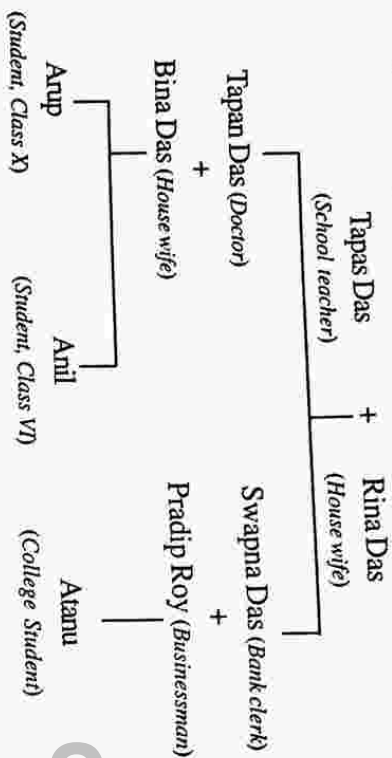 Tapas Das + Rina Das
(School teacher) (House wife)
Tapan Das (Doctor) Swapna Das (Bank clerk)
+ +
Bina Das (House wife) Pradip Roy (Businessman)
Arup Anil Atanu
(Student, Class X) (Student, Class VI) (College Student)